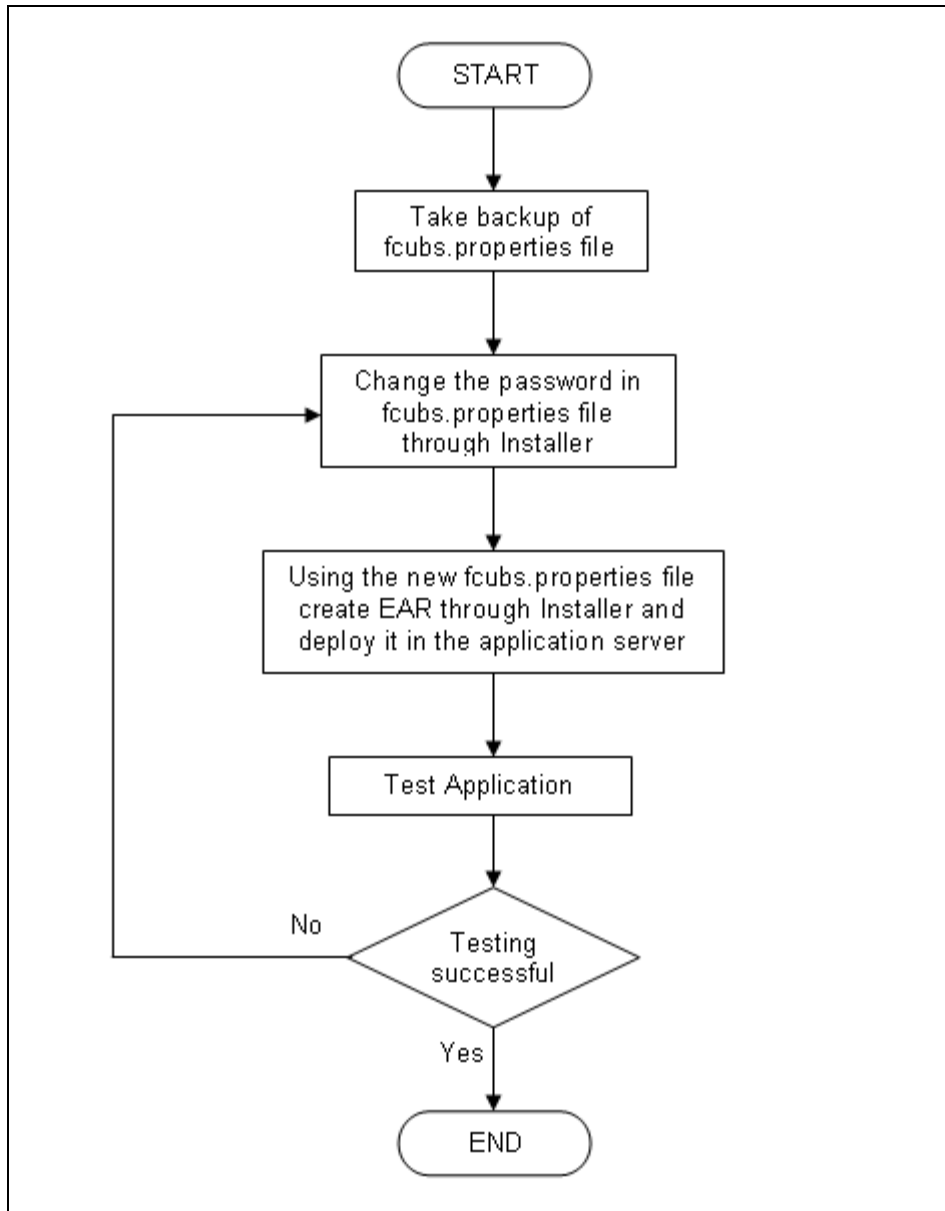 START
Take backup of
fcubs.properties file
Change the password in
fcubs.properties file
through Installer
Using the new fcubs.properties file
create EAR through Installer and
deploy it in the application server
Test Application
No
Testing
successful
Yes
END